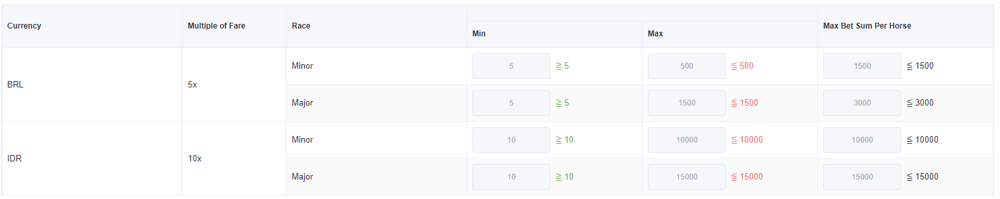 Currency Multiple of Fare Race Max Bet Sum Per Horse
Min Max
Minor 5 ≧ 5 500 ≦ 500 1500 ≦ 1500
BRL 5x
Major 5 ≧ 5 1500 ≦ 1500 3000 ≦ 3000
Minor 10 ≧ 10 10000 ≦ 10000 10000 ≦ 10000
IDR 10x
Major 10 ≧ 10 15000 ≦ 15000 15000 ≦ 15000